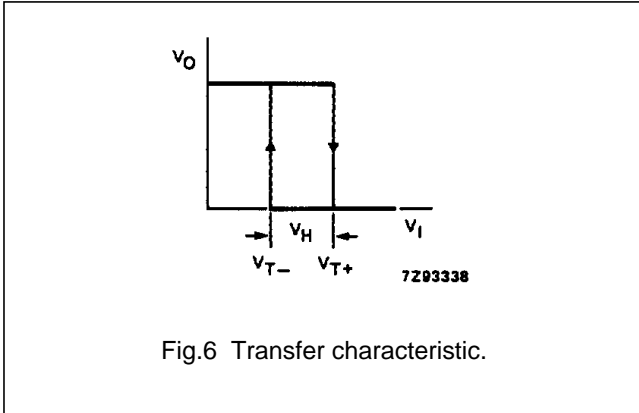 VO
VH
VI
VT− VT+
7Z93338
Fig.6 Transfer characteristic.